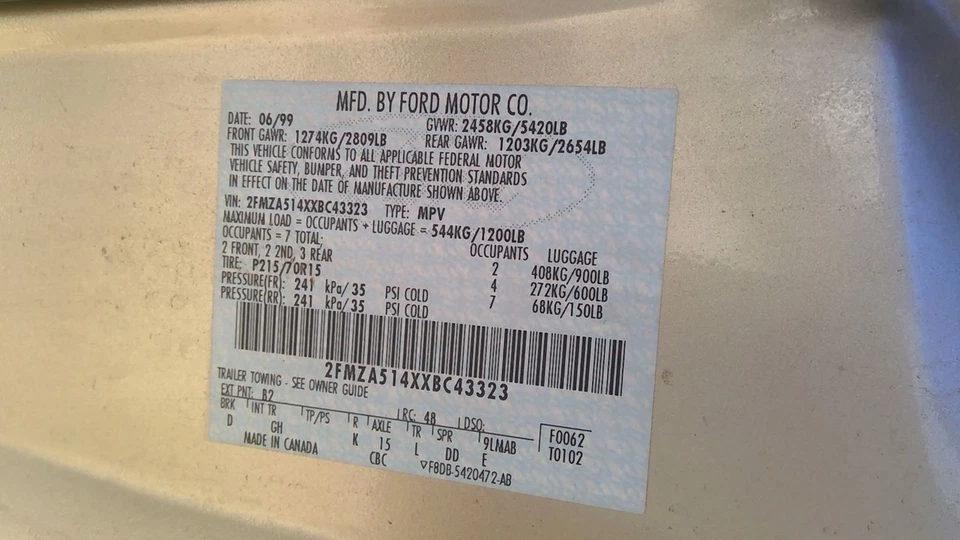 MFD. BY FORD MOTOR CO.
DATE: 06/99 GVWR: 2458KG/5420LB
FRONT GAWR: 1274KG/2809LB REAR GAWR: 1203KG/2654LB
THIS VEHICLE CONFORMS TO ALL APPLICABLE FEDERAL MOTOR
VEHICLE SAFETY, BUMPER, AND THEFT PREVENTION STANDARDS
IN EFFECT ON THE DATE OF MANUFACTURE SHOWN ABOVE.
VIN: 2FMZA514XXBC43323 TYPE: MPV
MAXIMUM LOAD = OCCUPANTS + LUGGAGE = 544KG/1200LB
OCCUPANTS = 7 TOTAL; OCCUPANTS LUGGAGE
2 FRONT, 2 2ND, 3 REAR 2 408KG/900LB
TIRE: P215/70R15 4 272KG/600LB
PRESSURE(FR): 241 kPa/35 PSI COLD 7 68KG/150LB
PRESSURE(RR): 241 kPa/35 PSI COLD
2FMZA514XXBC43323
TRAILER TOWING - SEE OWNER GUIDE
EXT PNT: B2 RC: 48 DSO:
BRK INT TR TP/PS R AXLE TR SPR 9LMAB F0062
D GH K 15 L DD E T0102
MADE IN CANADA CBC ▽F8DB-5420472-AB